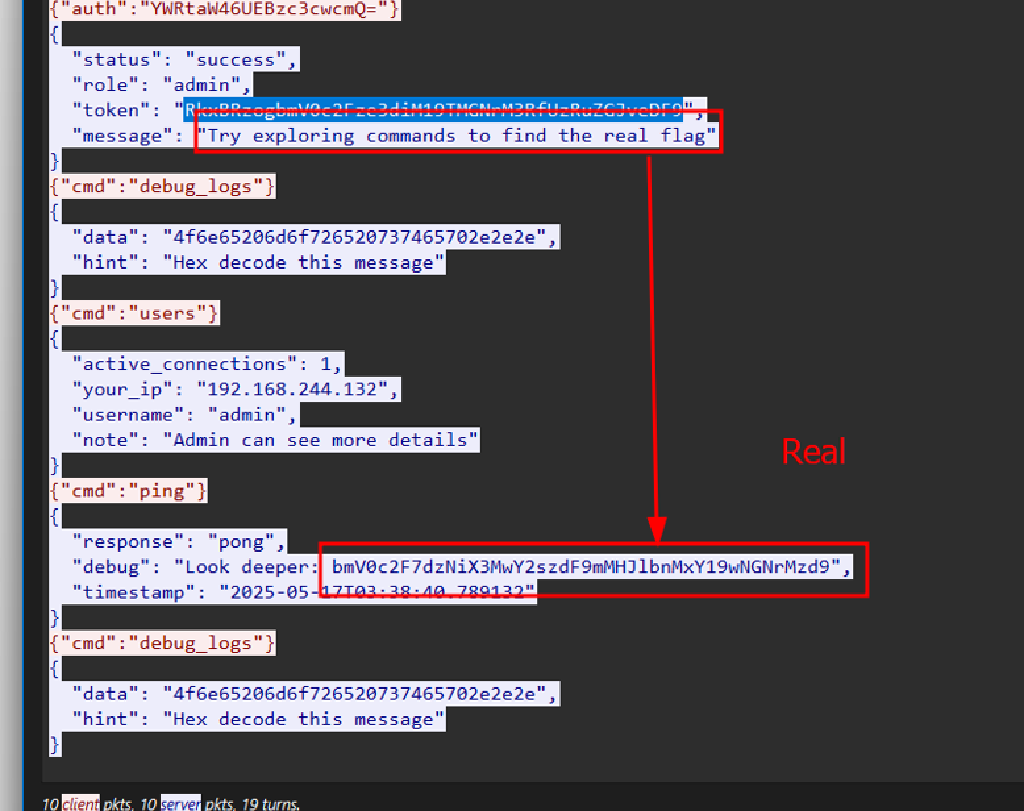 {"auth":"YWRtaW46UEBzc3cwcmQ="}
{
"status": "success",
"role": "admin",
"token":
"message": "Try exploring commands to find the real flag"
}
{"cmd":"debug_logs"}
{
"data": "4f6e65206d6f726520737465702e2e2e",
"hint": "Hex decode this message"
}
{"cmd":"users"}
{
"active_connections": 1,
"your_ip": "192.168.244.132",
"username": "admin",
"note": "Admin can see more details"
}
{"cmd":"ping"}
{
"response": "pong",
"debug": "Look deeper: bmV0c2F7dzNiX3MwY2szdF9mMHJlbnMxY19wNGNrMzd9",
"timestamp": "2025-05-17T03:38:40.789132"
}
{"cmd":"debug_logs"}
{
"data": "4f6e65206d6f726520737465702e2e2e",
"hint": "Hex decode this message"
}
Real
10 client pkts, 10 server pkts, 19 turns.